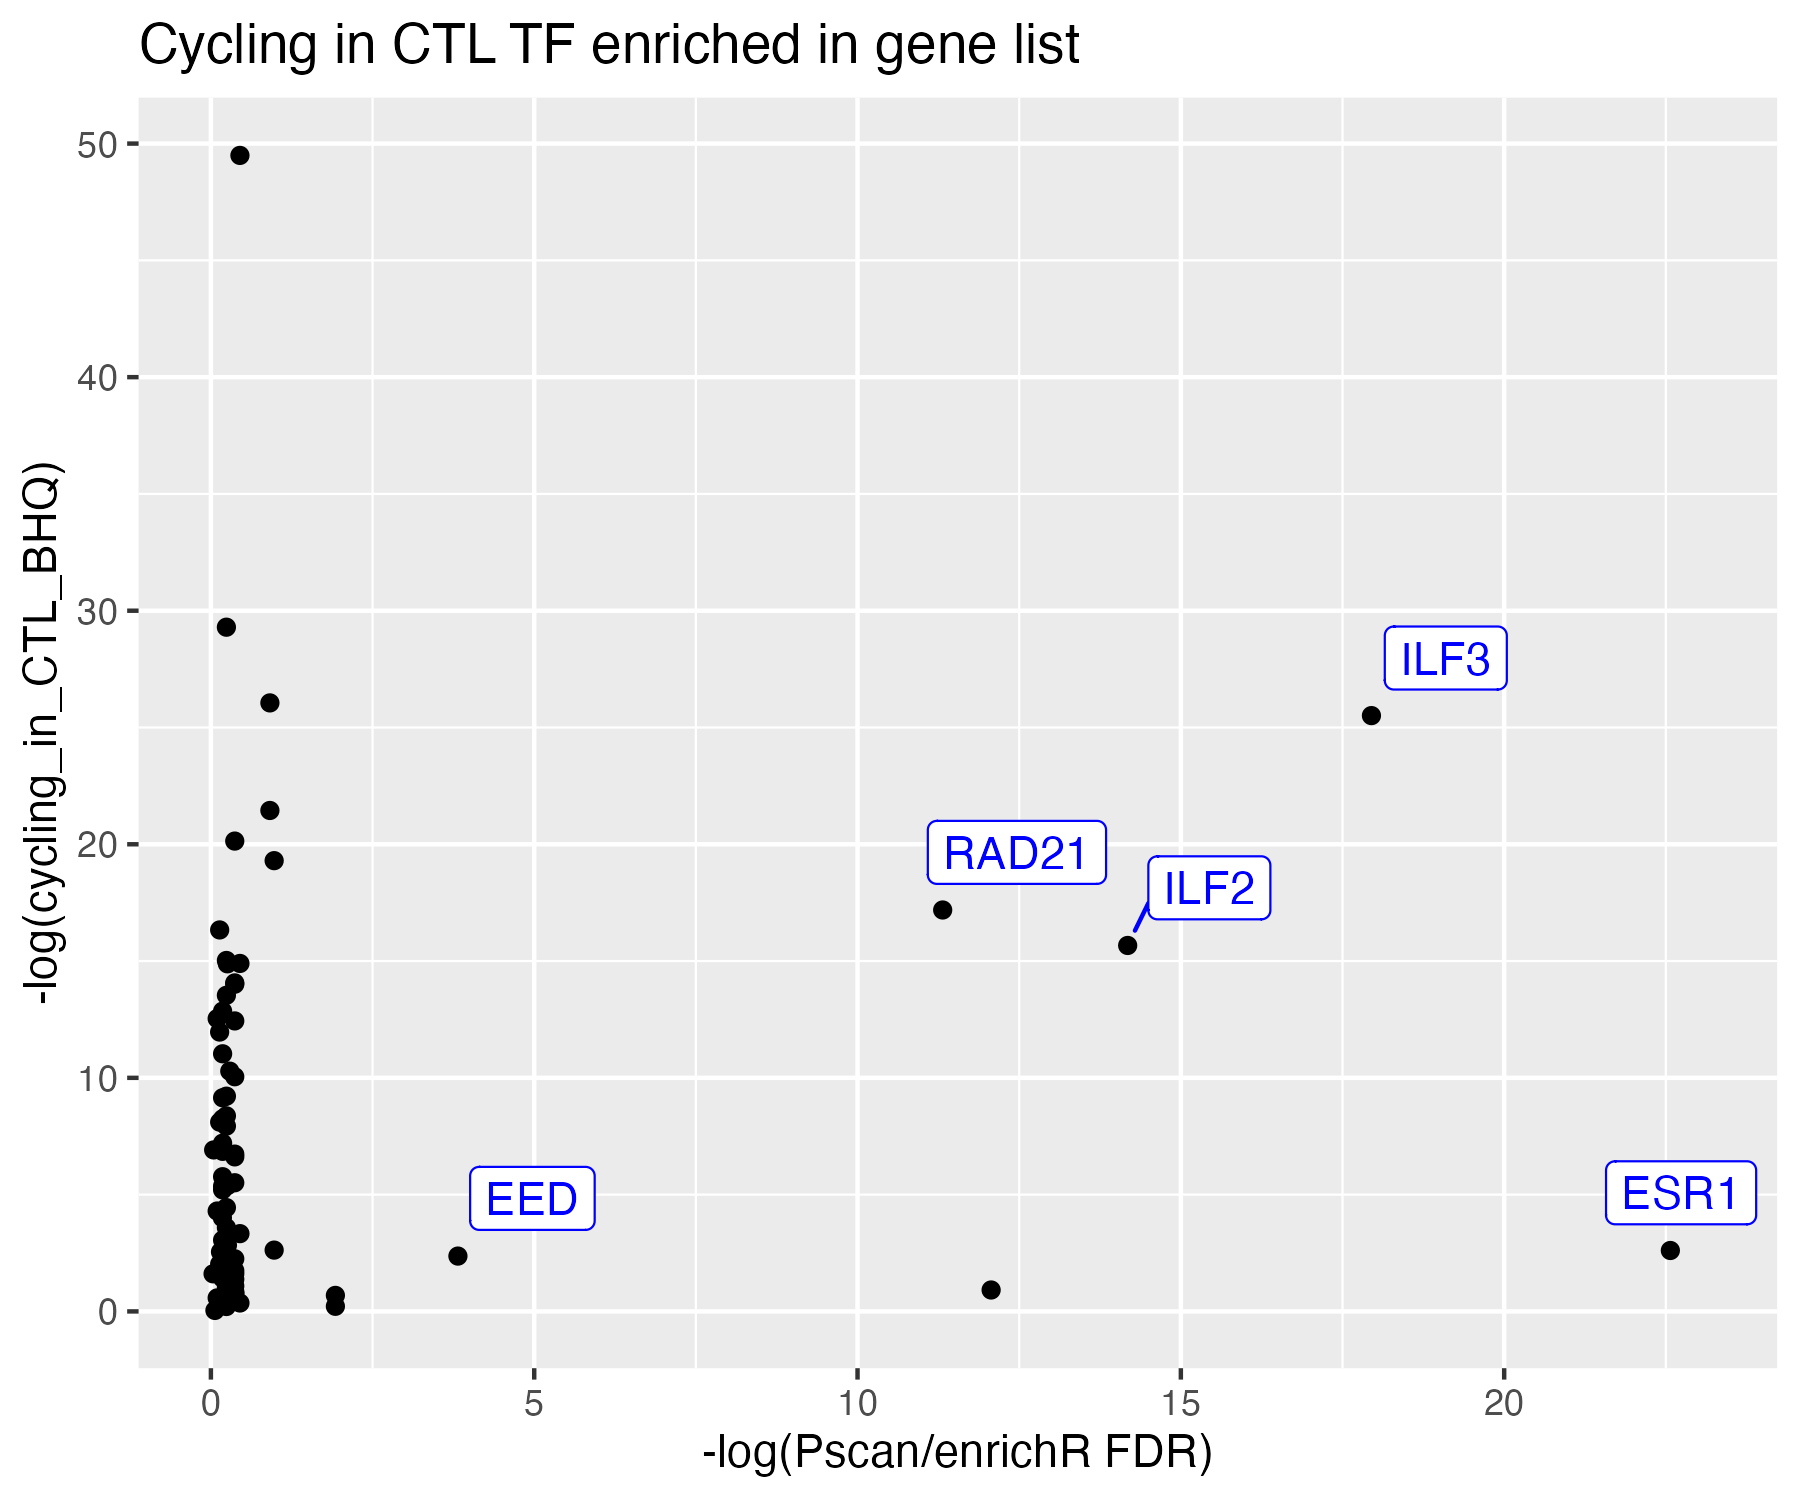 Cycling in CTL TF enriched in gene list
50
40
30
20
10
0
-log(cycling_in_CTL_BHQ)
ILF3
RAD21
ILF2
EED
ESR1
0 5 10 15 20
-log(Pscan/enrichR FDR)